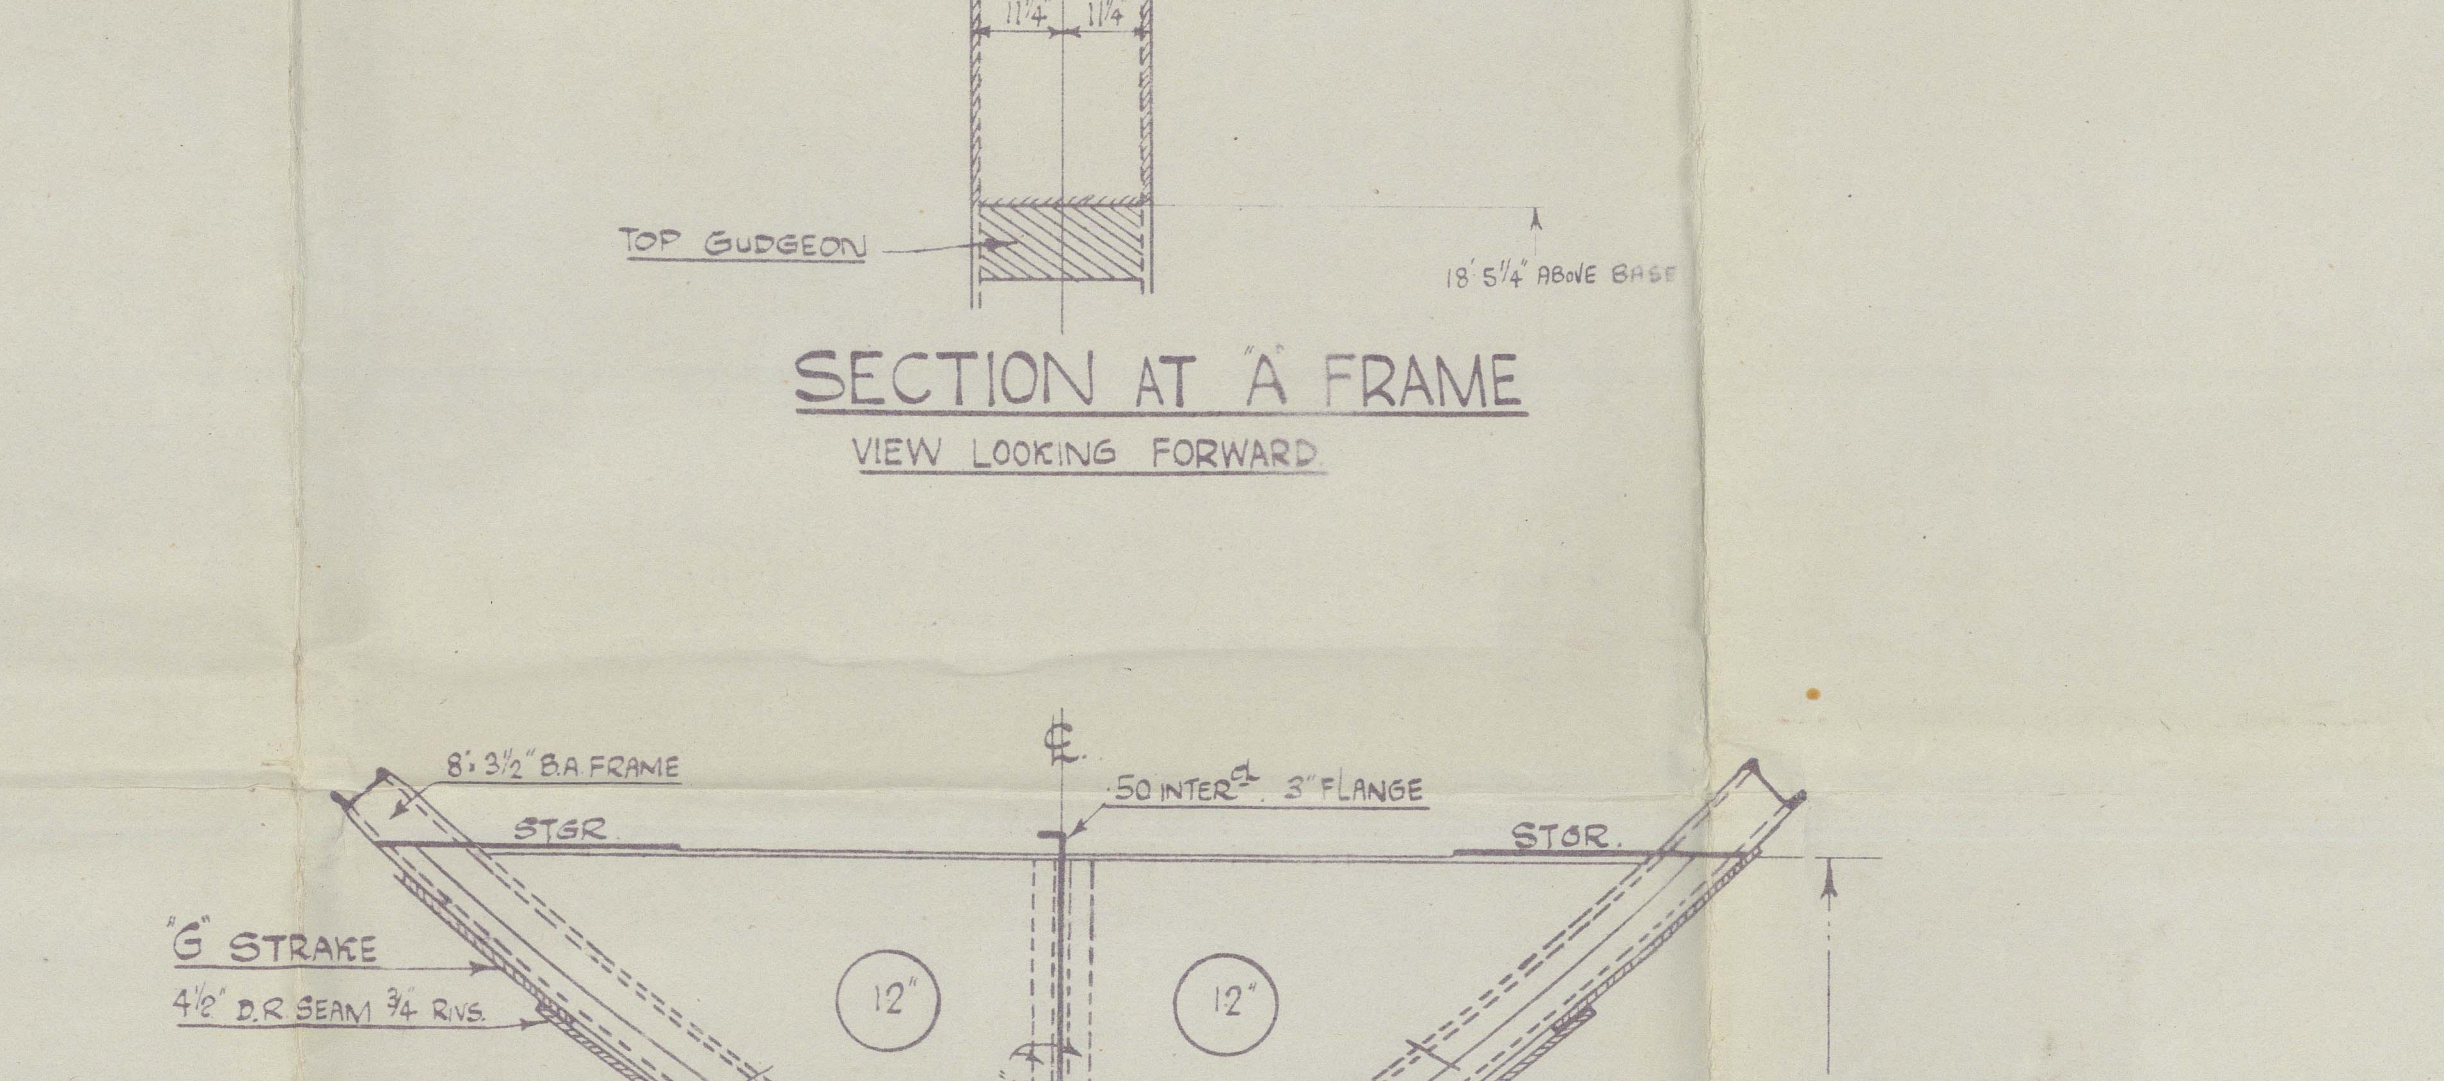 11¼" 11¼"
TOP GUDGEON
18' 5¼" ABOVE BASE
SECTION AT "A" FRAME
VIEW LOOKING FORWARD.
℄
8" x 3½" B.A. FRAME
.50 INTERcl. 3" FLANGE
STGR.
STGR.
"G" STRAKE
12"
12"
4½" D.R SEAM ¾" RIVS.